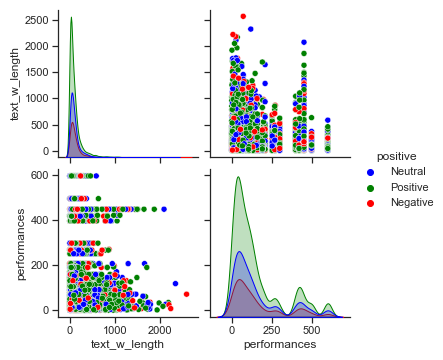 2500
2000
1500
1000
500
0
text_w_length
positive
Neutral
Positive
Negative
600
400
200
0
performances
0
1000
2000
text_w_length
0
250
500
performances